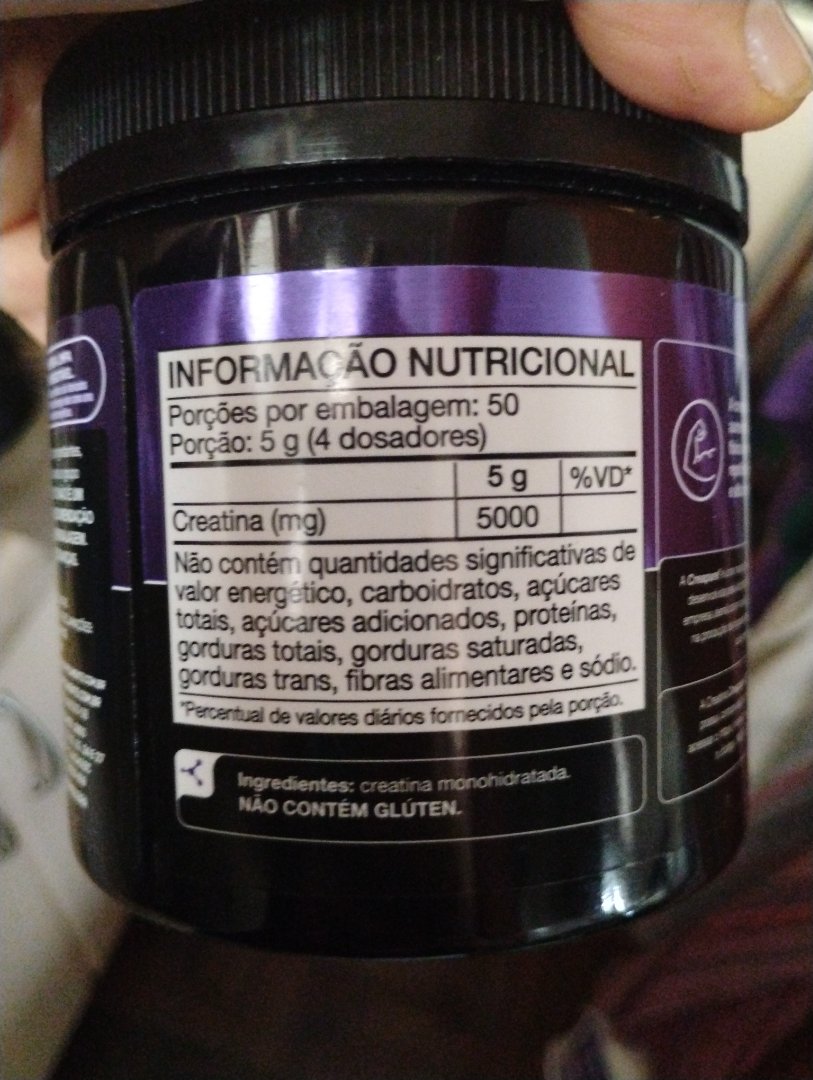 INFORMAÇÃO NUTRICIONAL
Porções por embalagem: 50
Porção: 5 g (4 dosadores)
5 g %VD*
Creatina (mg) 5000
Não contém quantidades significativas de
valor energético, carboidratos, açúcares
totais, açúcares adicionados, proteínas,
gorduras totais, gorduras saturadas,
gorduras trans, fibras alimentares e sódio.
*Percentual de valores diários fornecidos pela porção.
Ingredientes: creatina monohidratada.
NÃO CONTÉM GLÚTEN.